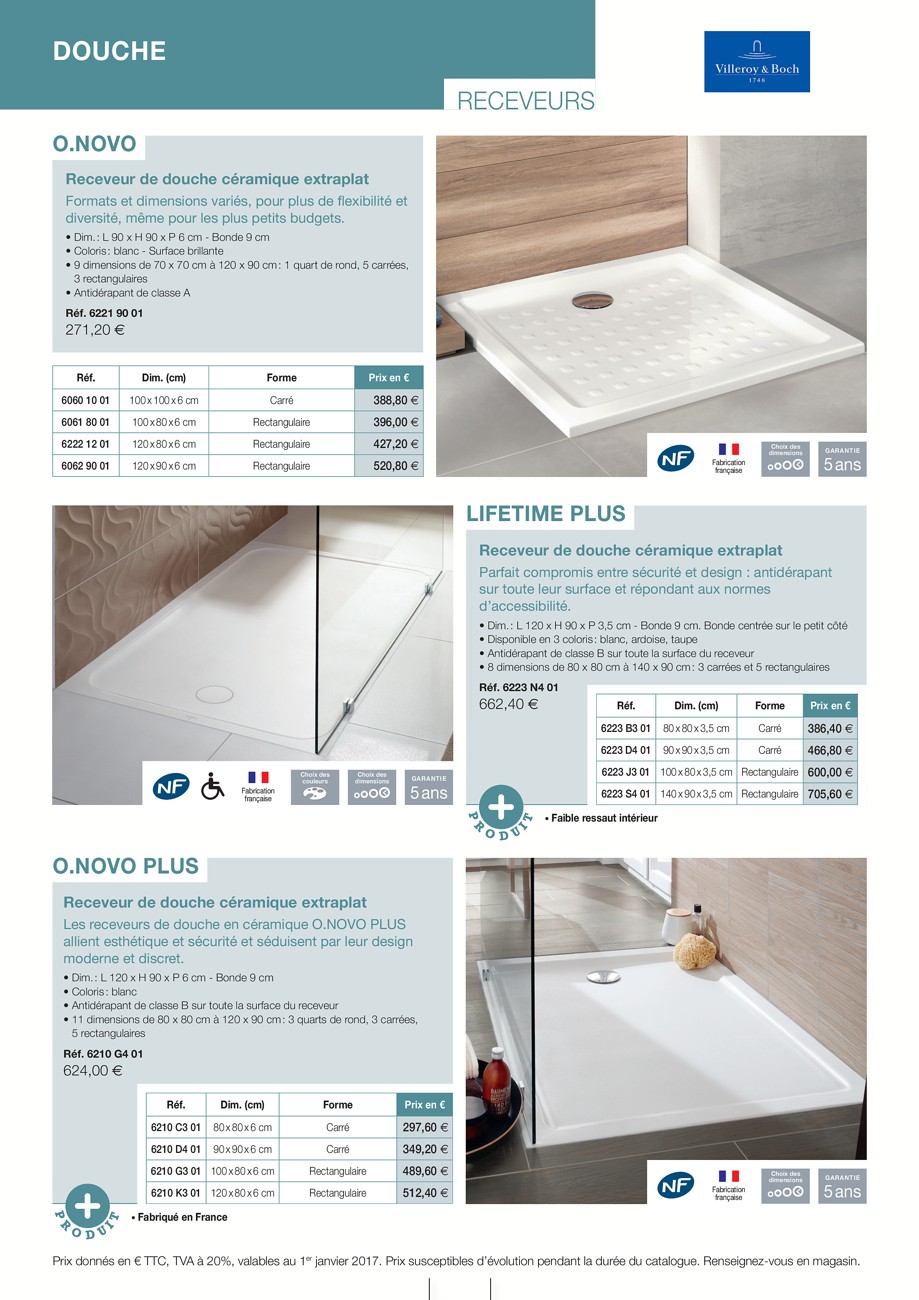 DOUCHE
RECEVEURS
Villeroy & Boch
1748
O.NOVO
Receveur de douche céramique extraplat
Formats et dimensions variés, pour plus de flexibilité et
diversité, même pour les plus petits budgets.
• Dim. : L 90 x H 90 x P 6 cm - Bonde 9 cm
• Coloris : blanc - Surface brillante
• 9 dimensions de 70 x 70 cm à 120 x 90 cm : 1 quart de rond, 5 carrées,
3 rectangulaires
• Antidérapant de classe A
Réf. 6221 90 01
271,20 €
Réf. Dim. (cm) Forme Prix en €
6060 10 01 100 x 100 x 6 cm Carré 388,80 €
6061 80 01 100 x 80 x 6 cm Rectangulaire 396,00 €
6222 12 01 120 x 80 x 6 cm Rectangulaire 427,20 €
6062 90 01 120 x 90 x 6 cm Rectangulaire 520,80 €
NF
Fabrication
française
Choix des
dimensions
GARANTIE
5 ans
LIFETIME PLUS
Receveur de douche céramique extraplat
Parfait compromis entre sécurité et design : antidérapant
sur toute leur surface et répondant aux normes
d'accessibilité.
• Dim. : L 120 x H 90 x P 3,5 cm - Bonde 9 cm. Bonde centrée sur le petit côté
• Disponible en 3 coloris : blanc, ardoise, taupe
• Antidérapant de classe B sur toute la surface du receveur
• 8 dimensions de 80 x 80 cm à 140 x 90 cm : 3 carrées et 5 rectangulaires
Réf. 6223 N4 01
662,40 €
Réf. Dim. (cm) Forme Prix en €
6223 B3 01 80 x 80 x 3,5 cm Carré 386,40 €
6223 D4 01 90 x 90 x 3,5 cm Carré 466,80 €
6223 J3 01 100 x 80 x 3,5 cm Rectangulaire 600,00 €
6223 S4 01 140 x 90 x 3,5 cm Rectangulaire 705,60 €
NF
Fabrication
française
Choix des
couleurs
Choix des
dimensions
GARANTIE
5 ans
+
PRODUIT
• Faible ressaut intérieur
O.NOVO PLUS
Receveur de douche céramique extraplat
Les receveurs de douche en céramique O.NOVO PLUS
allient esthétique et sécurité et séduisent par leur design
moderne et discret.
• Dim. : L 120 x H 90 x P 6 cm - Bonde 9 cm
• Coloris : blanc
• Antidérapant de classe B sur toute la surface du receveur
• 11 dimensions de 80 x 80 cm à 120 x 90 cm : 3 quarts de rond, 3 carrées,
5 rectangulaires
Réf. 6210 G4 01
624,00 €
Réf. Dim. (cm) Forme Prix en €
6210 C3 01 80 x 80 x 6 cm Carré 297,60 €
6210 D4 01 90 x 90 x 6 cm Carré 349,20 €
6210 G3 01 100 x 80 x 6 cm Rectangulaire 489,60 €
6210 K3 01 120 x 80 x 6 cm Rectangulaire 512,40 €
+
PRODUIT
• Fabriqué en France
NF
Fabrication
française
Choix des
dimensions
GARANTIE
5 ans
Prix donnés en € TTC, TVA à 20%, valables au 1er janvier 2017. Prix susceptibles d'évolution pendant la durée du catalogue. Renseignez-vous en magasin.